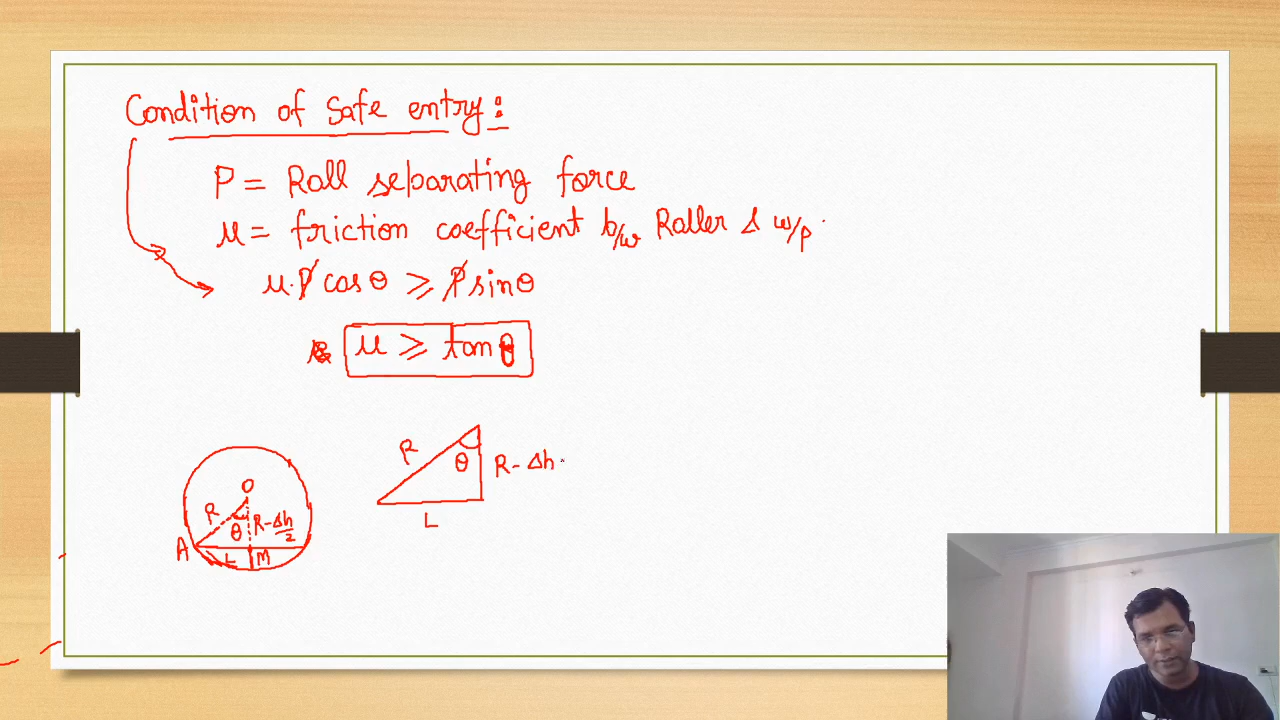 Condition of Safe entry:
P = Roll separating force
μ = friction coefficient b/w Roller & w/p
μ.P cosθ ≥ P sinθ
μ ≥ tanθ
R
θ
R-Δh
L
O
R
θ
R-Δh/2
A
L
M